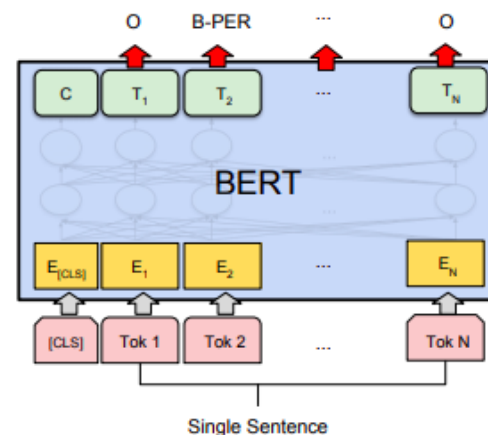 O B-PER ... O
C T1 T2 ... TN
...
BERT
...
E[CLS] E1 E2 ... EN
[CLS] Tok 1 Tok 2 ... Tok N
Single Sentence